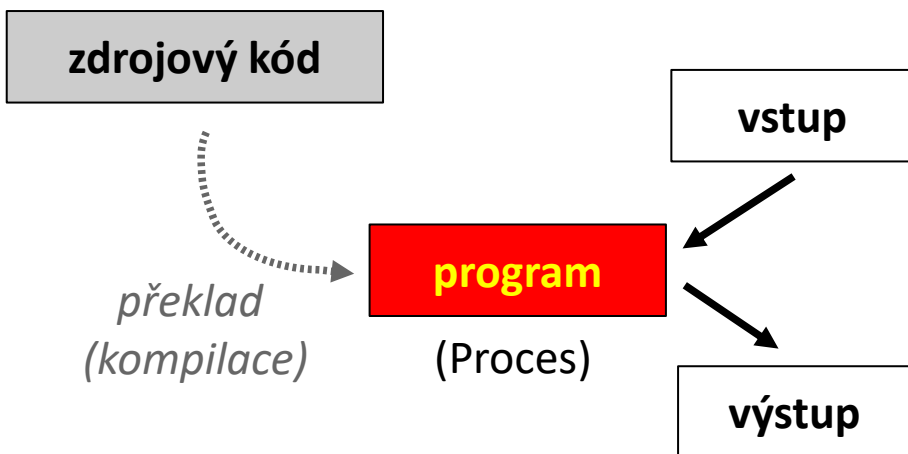 zdrojový kód
vstup
program
překlad
(kompilace)
(Proces)
výstup